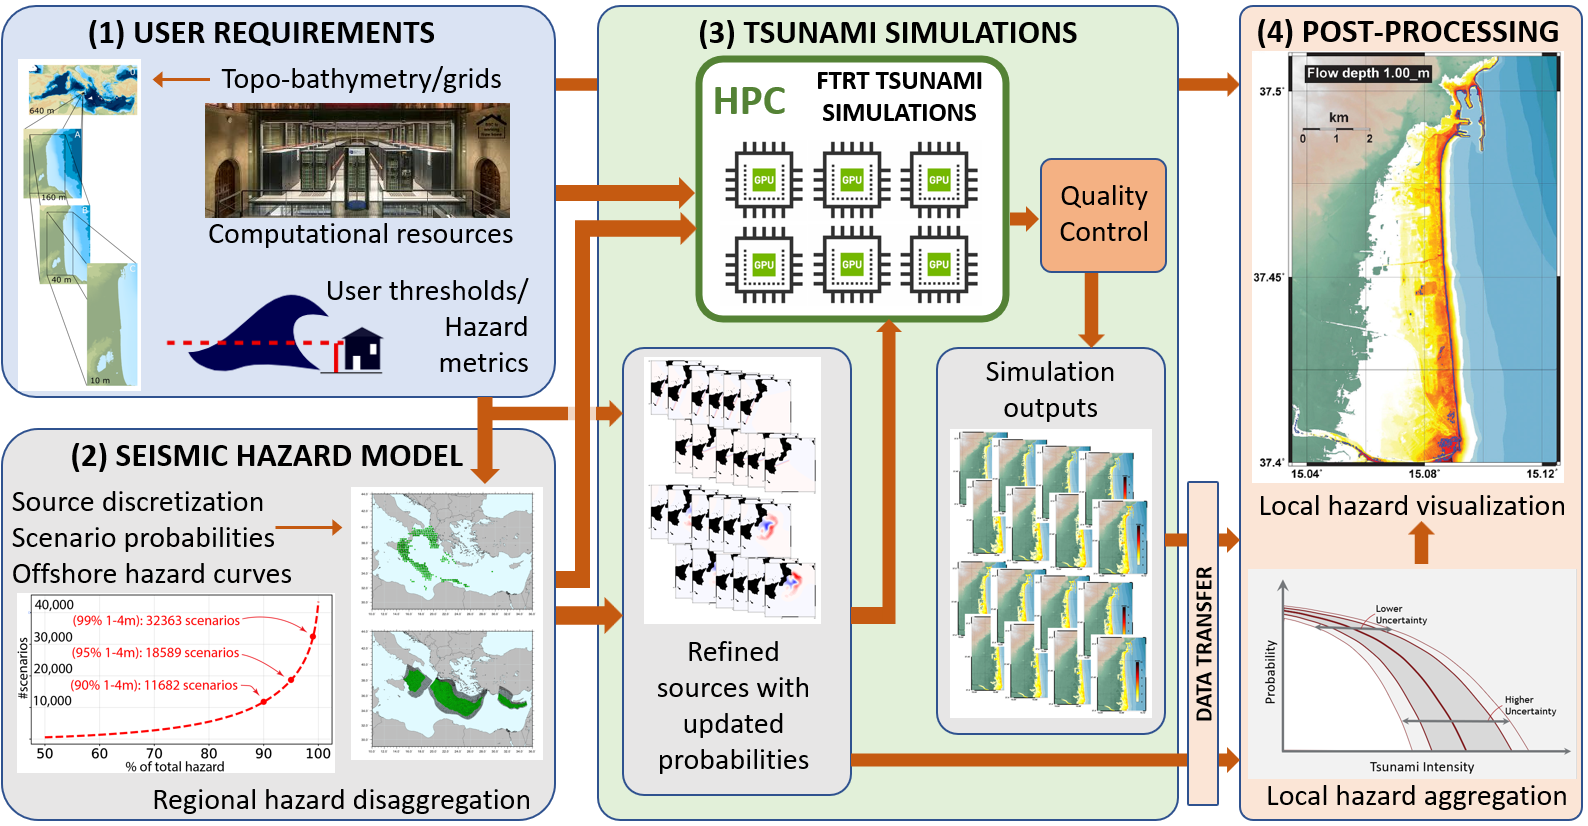 (1) USER REQUIREMENTS
Topo-bathymetry/grids
640 m
A
160 m
B
40 m
C
10 m
Computational resources
User thresholds/
Hazard
metrics
(2) SEISMIC HAZARD MODEL
Source discretization
Scenario probabilities
Offshore hazard curves
40,000
30,000
20,000
10,000
#scenarios
(99% 1-4m): 32363 scenarios
(95% 1-4m): 18589 scenarios
(90% 1-4m): 11682 scenarios
50 60 70 80 90 100
% of total hazard
Regional hazard disaggregation
(3) TSUNAMI SIMULATIONS
HPC
FTRT TSUNAMI
SIMULATIONS
GPU GPU GPU
GPU GPU GPU
Quality
Control
Refined
sources with
updated
probabilities
Simulation
outputs
DATA TRANSFER
(4) POST-PROCESSING
Flow depth 1.00_m
km
0 1 2
37.5°
37.45°
37.4°
15.04° 15.08° 15.12°
Local hazard visualization
Probability
Lower
Uncertainty
Higher
Uncertainty
Tsunami Intensity
Local hazard aggregation